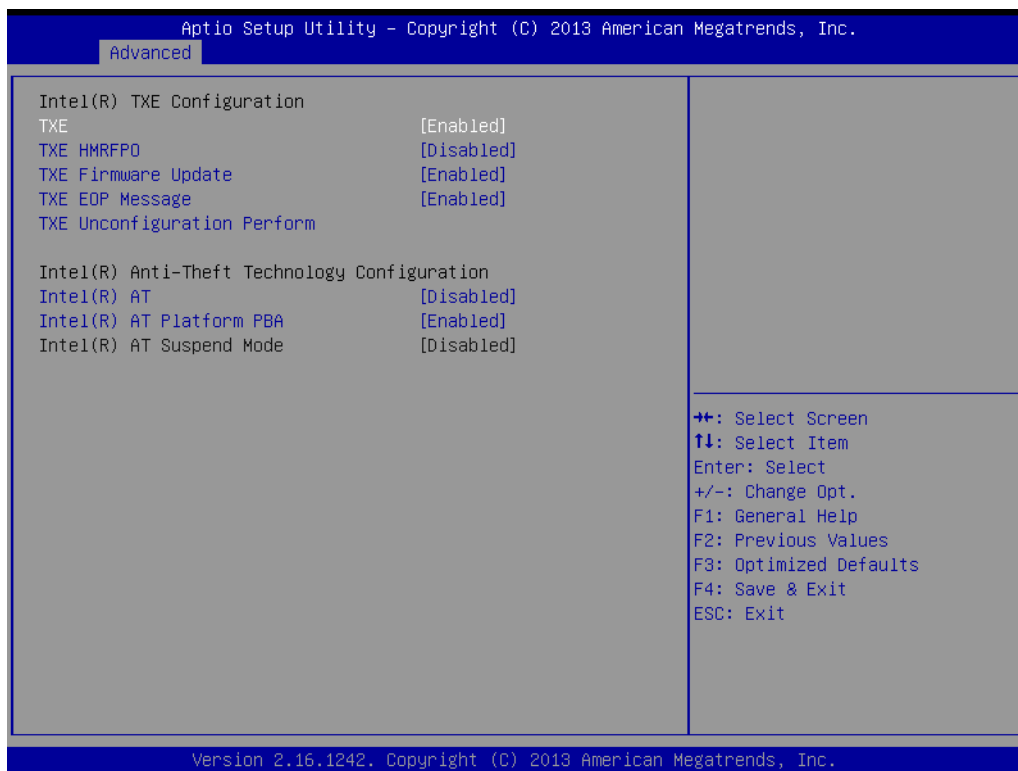 Aptio Setup Utility – Copyright (C) 2013 American Megatrends, Inc.
Advanced
Intel(R) TXE Configuration
TXE [Enabled]
TXE HMRFPO [Disabled]
TXE Firmware Update [Enabled]
TXE EOP Message [Enabled]
TXE Unconfiguration Perform
Intel(R) Anti-Theft Technology Configuration
Intel(R) AT [Disabled]
Intel(R) AT Platform PBA [Enabled]
Intel(R) AT Suspend Mode [Disabled]
→←: Select Screen
↑↓: Select Item
Enter: Select
+/-: Change Opt.
F1: General Help
F2: Previous Values
F3: Optimized Defaults
F4: Save & Exit
ESC: Exit
Version 2.16.1242. Copyright (C) 2013 American Megatrends, Inc.